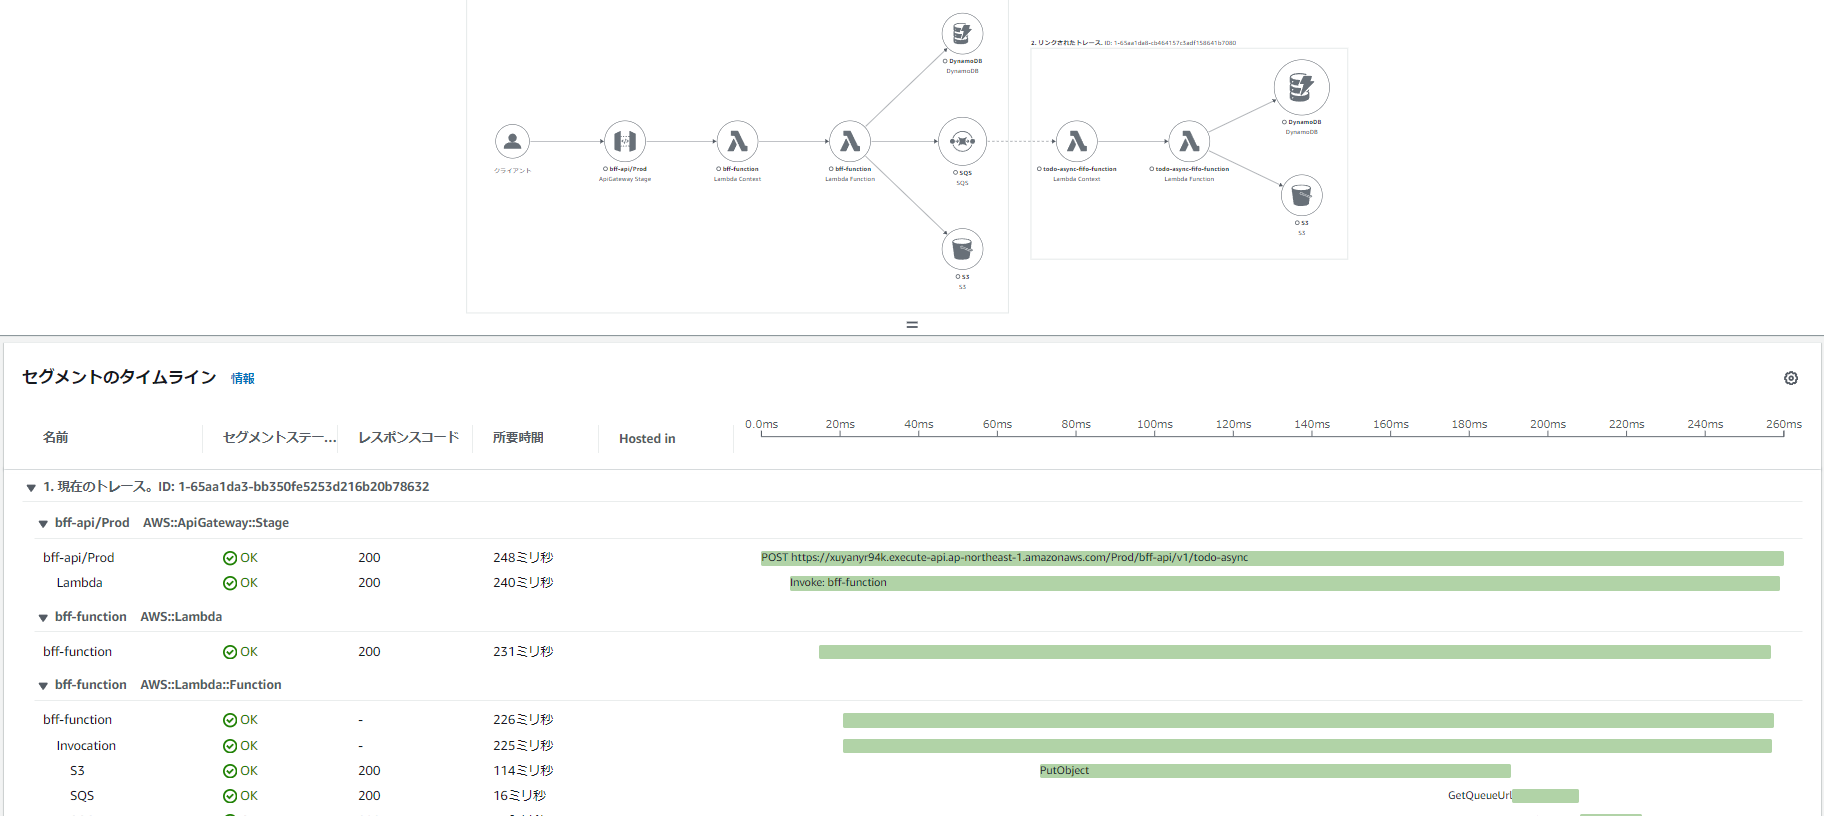 DynamoDB
DynamoDB
2. リンクされたトレース. ID: 1-65aa1da8-cb464157c3adf158641b7080
DynamoDB
DynamoDB
クライアント
bff-api/Prod
ApiGateway Stage
bff-function
Lambda Context
bff-function
Lambda Function
SQS
SQS
todo-async-fifo-function
Lambda Context
todo-async-fifo-function
Lambda Function
S3
S3
S3
S3
セグメントのタイムライン 情報
名前 セグメントステー... レスポンスコード 所要時間 Hosted in
0.0ms 20ms 40ms 60ms 80ms 100ms 120ms 140ms 160ms 180ms 200ms 220ms 240ms 260ms
1. 現在のトレース。ID: 1-65aa1da3-bb350fe5253d216b20b78632
bff-api/Prod AWS::ApiGateway::Stage
bff-api/Prod OK 200 248ミリ秒 POST https://xuyanyr94k.execute-api.ap-northeast-1.amazonaws.com/Prod/bff-api/v1/todo-async
Lambda OK 200 240ミリ秒 Invoke: bff-function
bff-function AWS::Lambda
bff-function OK 200 231ミリ秒
bff-function AWS::Lambda::Function
bff-function OK - 226ミリ秒
Invocation OK - 225ミリ秒
S3 OK 200 114ミリ秒 PutObject
SQS OK 200 16ミリ秒 GetQueueUrl